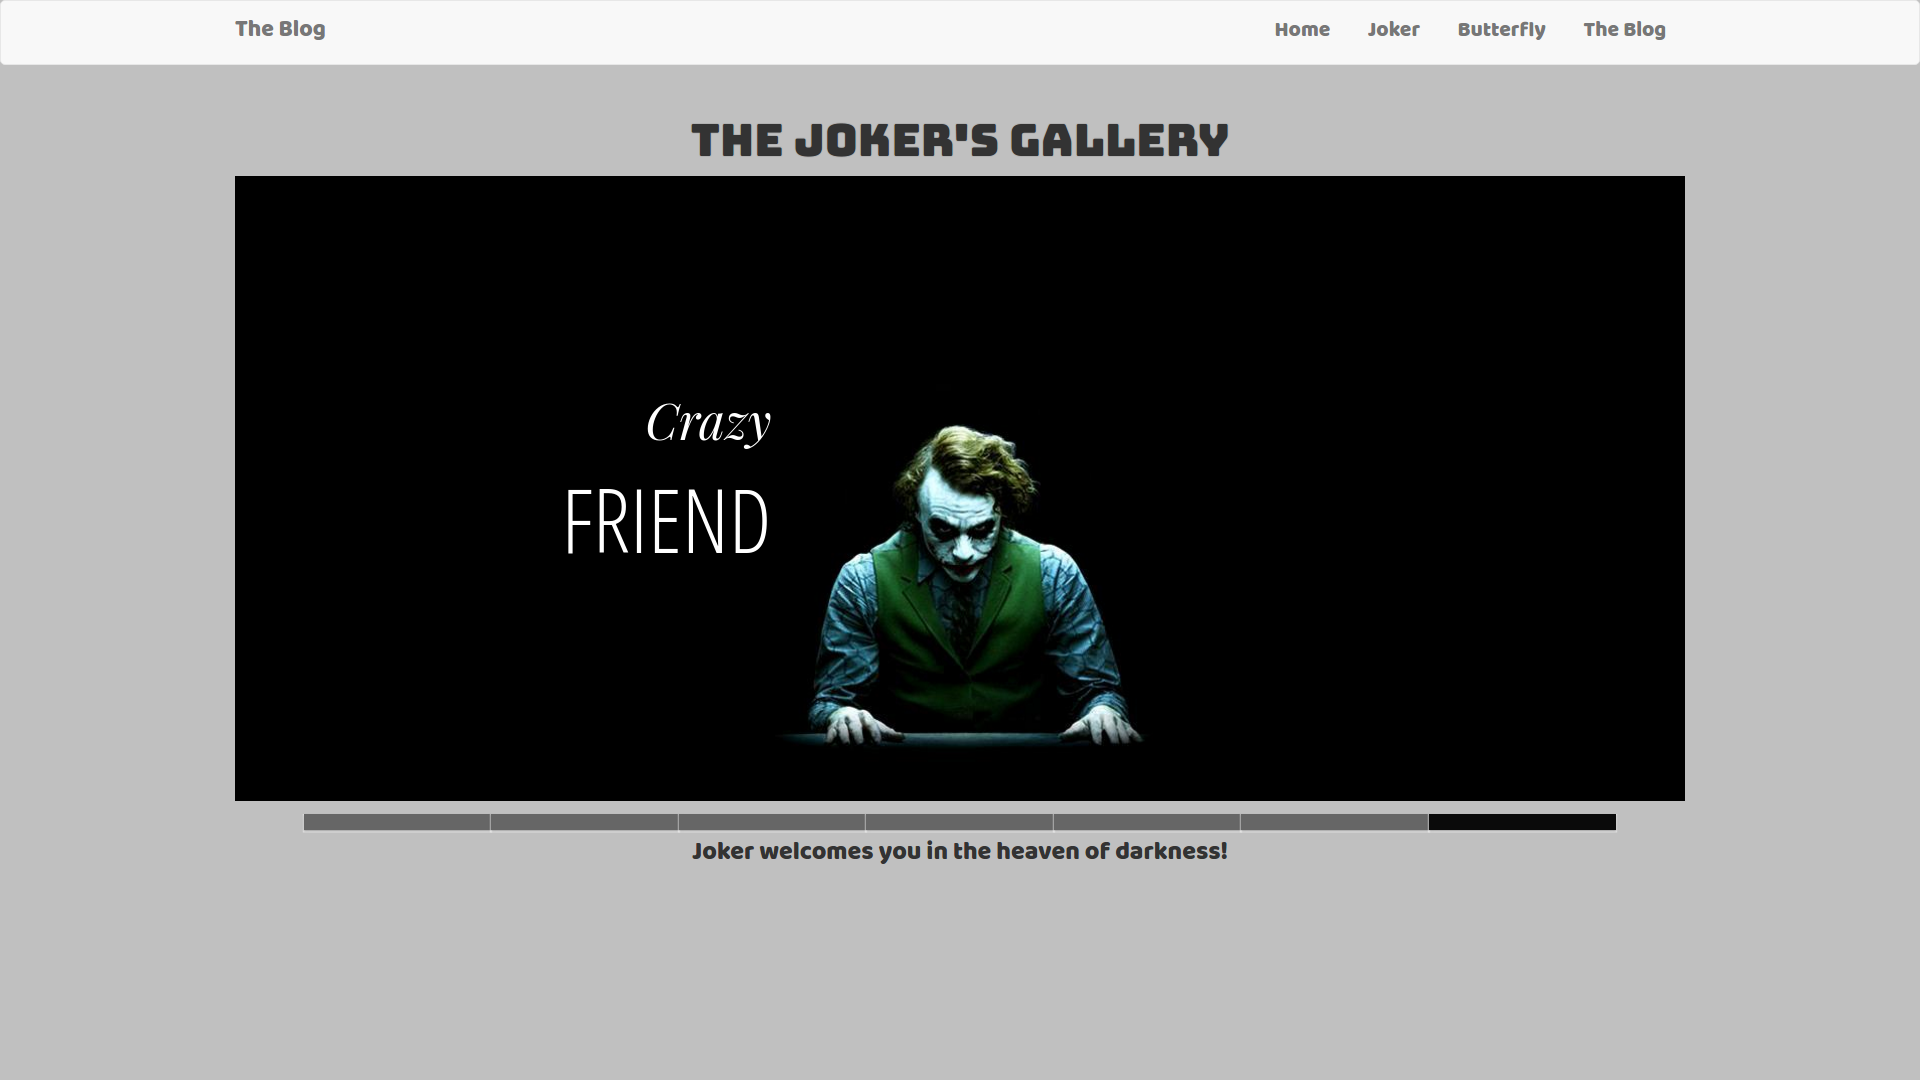 The Blog
Home Joker Butterfly The Blog
THE JOKER'S GALLERY
Crazy
FRIEND
Joker welcomes you in the heaven of darkness!